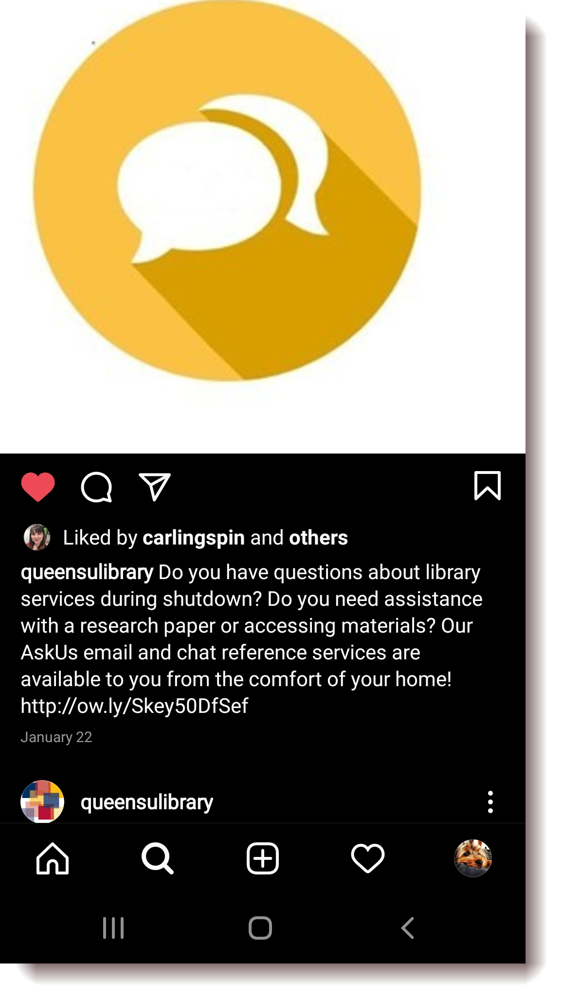 Liked by carlingspin and others
queensulibrary Do you have questions about library
services during shutdown? Do you need assistance
with a research paper or accessing materials? Our
AskUs email and chat reference services are
available to you from the comfort of your home!
http://ow.ly/Skey50DfSef
January 22
queensulibrary